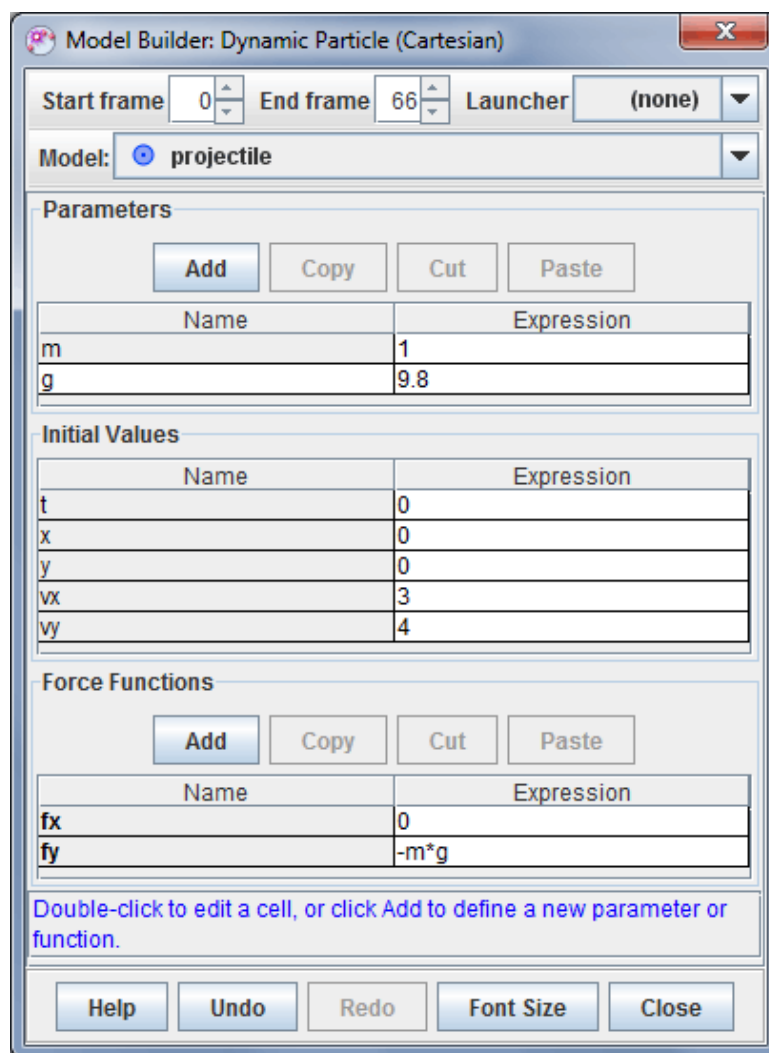 Model Builder: Dynamic Particle (Cartesian)
Start frame 0 End frame 66 Launcher (none)
Model: projectile
Parameters
Add Copy Cut Paste
Name Expression
m 1
g 9.8
Initial Values
Name Expression
t 0
x 0
y 0
vx 3
vy 4
Force Functions
Add Copy Cut Paste
Name Expression
fx 0
fy -m*g
Double-click to edit a cell, or click Add to define a new parameter or
function.
Help Undo Redo Font Size Close